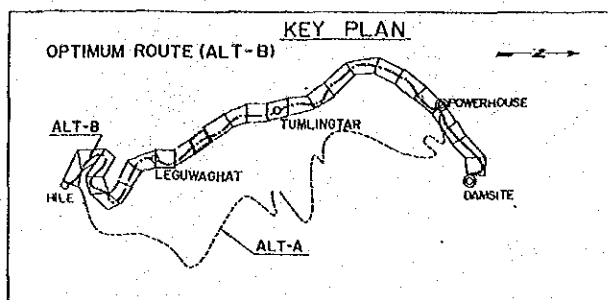 KEY PLAN
OPTIMUM ROUTE (ALT-B)
Z
POWERHOUSE
TUMLINGTAR
ALT-B
LEGUWAGHAT
HILE
DAMSITE
ALT-A